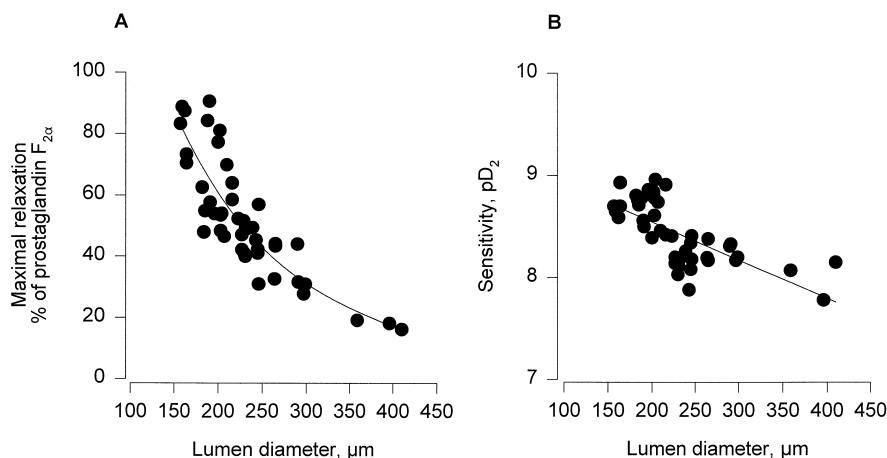 A
Maximal relaxation
% of prostaglandin F2α
100
80
60
40
20
0
100 150 200 250 300 350 400 450
Lumen diameter, µm
B
Sensitivity, pD2
10
9
8
7
100 150 200 250 300 350 400 450
Lumen diameter, µm